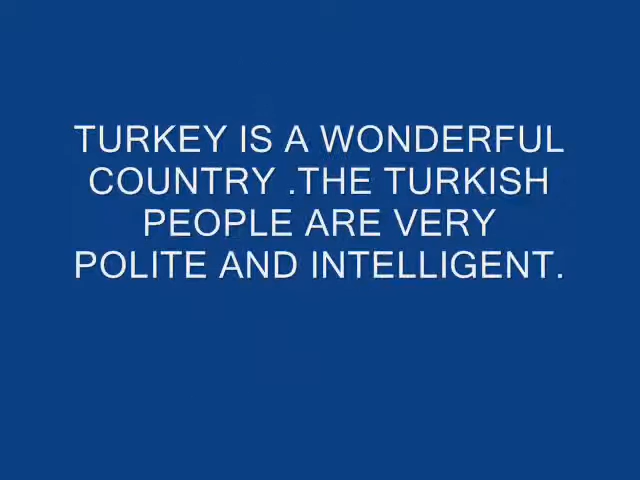 TURKEY IS A WONDERFUL
COUNTRY .THE TURKISH
PEOPLE ARE VERY
POLITE AND INTELLIGENT.